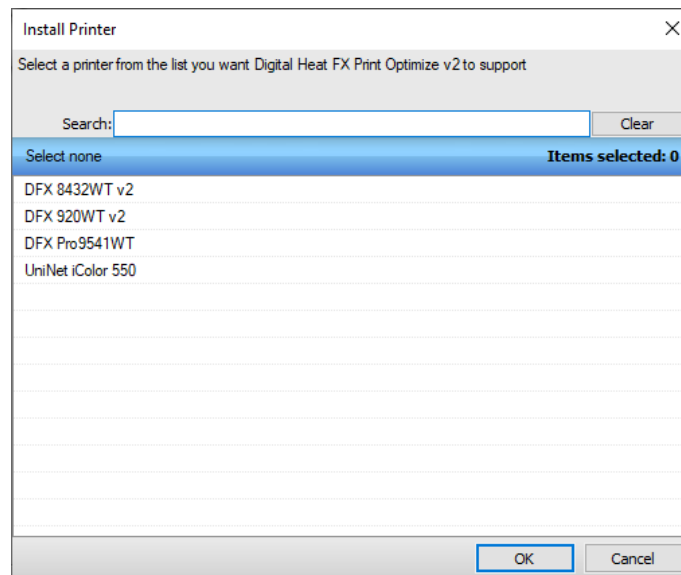 Install Printer
Select a printer from the list you want Digital Heat FX Print Optimize v2 to support
Search:
Clear
Select none
Items selected: 0
DFX 8432WT v2
DFX 920WT v2
DFX Pro9541WT
UniNet iColor 550
OK
Cancel